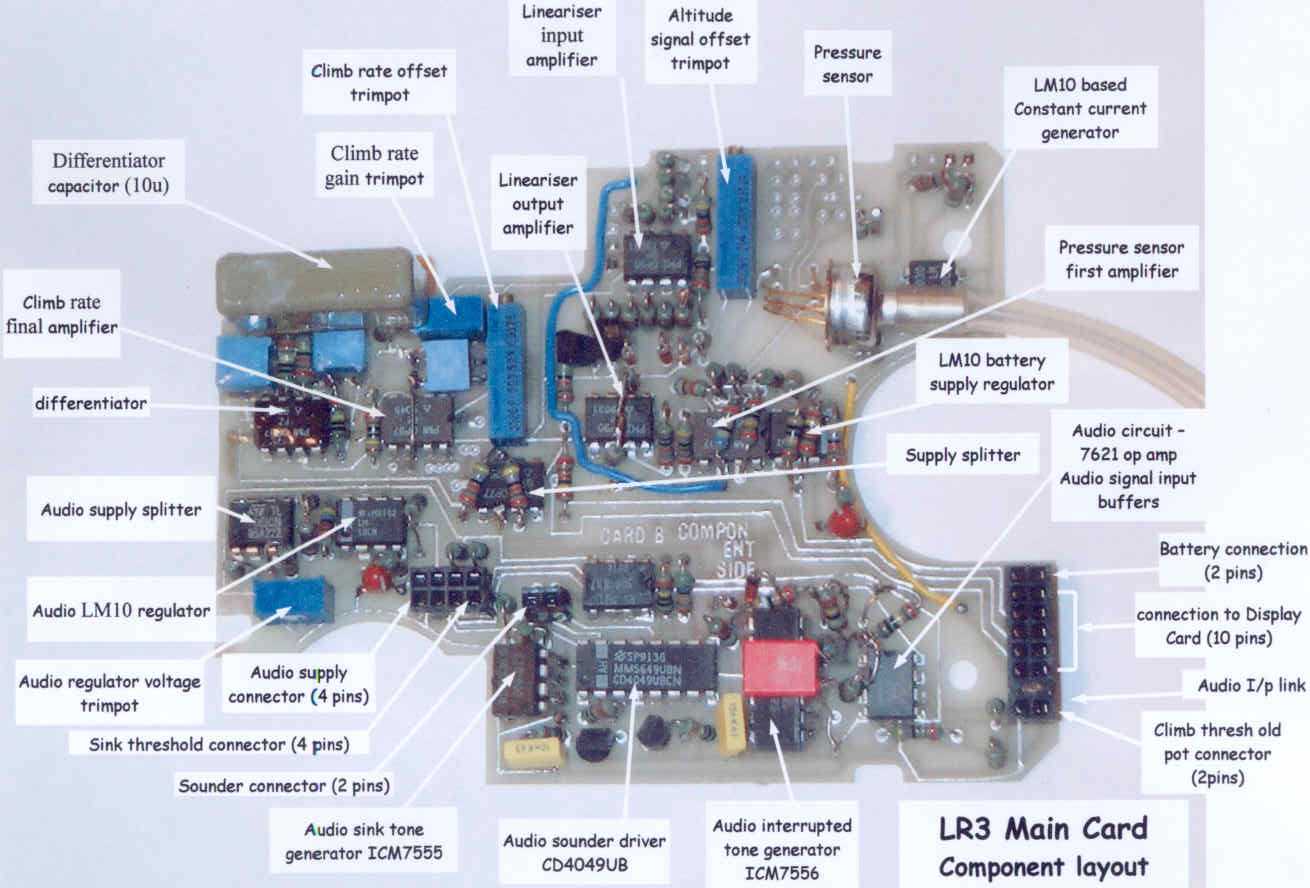 Lineariser
input
amplifier
Altitude
signal offset
trimpot
Climb rate offset
trimpot
Pressure
sensor
LM10 based
Constant current
generator
Differentiator
capacitor (10u)
Climb rate
gain trimpot
Lineariser
output
amplifier
Pressure sensor
first amplifier
Climb rate
final amplifier
LM10 battery
supply regulator
differentiator
Audio circuit –
7621 op amp
Audio signal input
buffers
Supply splitter
Audio supply splitter
CARD B COMPON
ENT
SIDE
Battery connection
(2 pins)
Audio LM10 regulator
connection to Display
Card (10 pins)
SP9136
MM5649UBN
CD4049UBCN
Audio supply
connector (4 pins)
Audio regulator voltage
trimpot
Audio I/p link
Sink threshold connector (4 pins)
Climb thresh old
pot connector
(2pins)
Sounder connector (2 pins)
Audio sink tone
generator ICM7555
Audio sounder driver
CD4049UB
Audio interrupted
tone generator
ICM7556
LR3 Main Card
Component layout